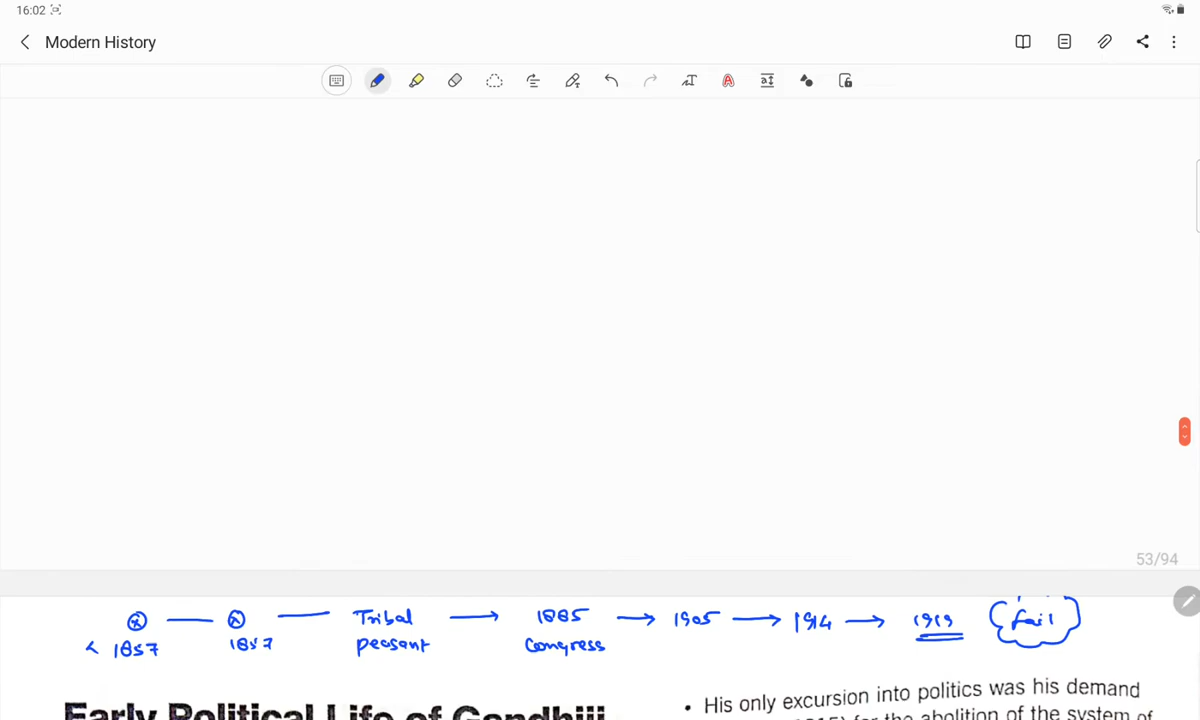 16:02
Modern History
53/94
ⓧ — ⓧ — Tribal → 1885 → 1905 → 1914 → 1919 fail
< 1857 1857 peasant Congress
Early Political Life of Gandhiji
• His only excursion into politics was his demand
for the abolition of the system of